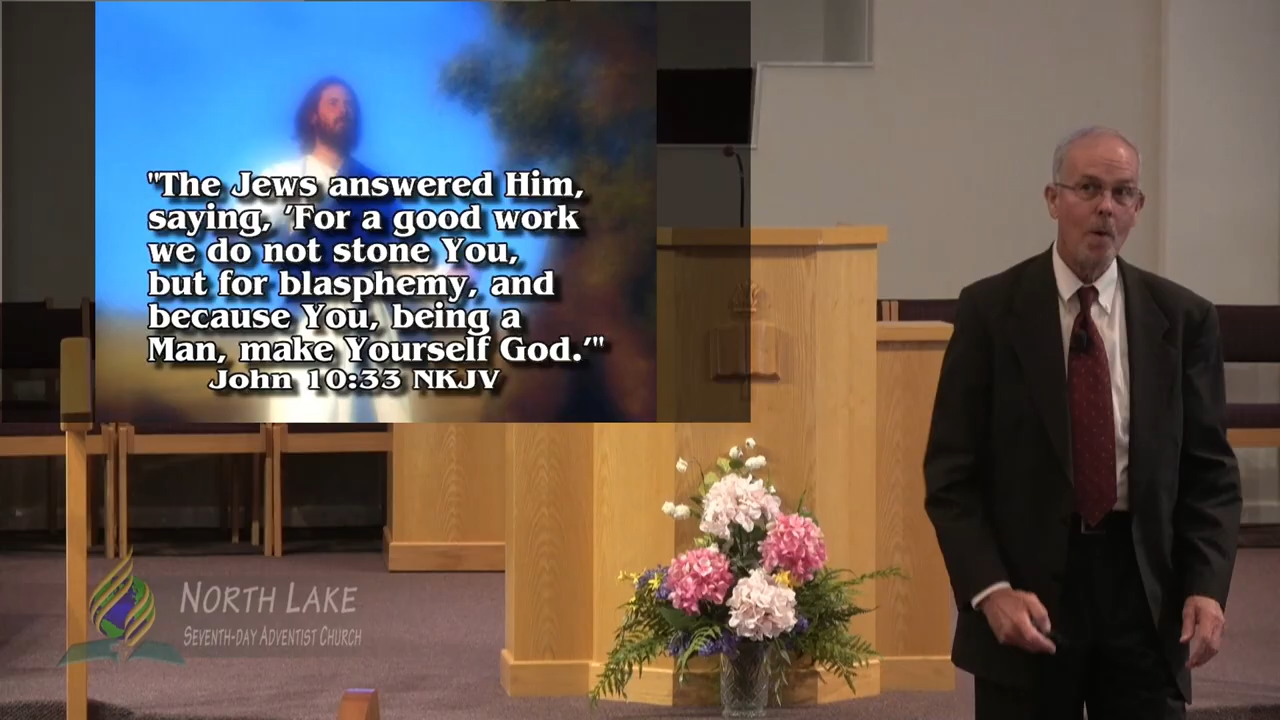 "The Jews answered Him,
saying, 'For a good work
we do not stone You,
but for blasphemy, and
because You, being a
Man, make Yourself God.'"
John 10:33 NKJV
NORTH LAKE
SEVENTH-DAY ADVENTIST CHURCH